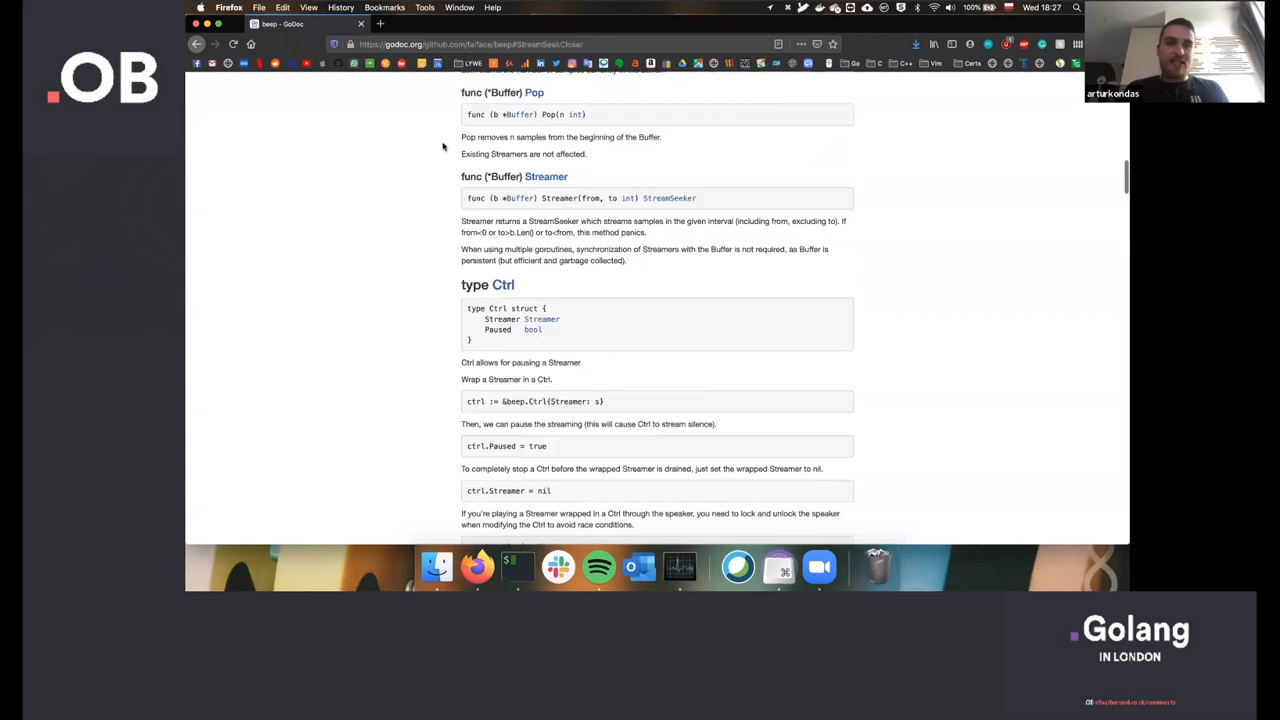 Firefox File Edit View History Bookmarks Tools Window Help
100% Wed 18:27
beep - GoDoc
https://godoc.org/github.com/faiface/beep#StreamSeekCloser
LYWE Go C C++ Vim Certs
.OB
arturkondas
func (*Buffer) Pop
func (b *Buffer) Pop(n int)
Pop removes n samples from the beginning of the Buffer.
Existing Streamers are not affected.
func (*Buffer) Streamer
func (b *Buffer) Streamer(from, to int) StreamSeeker
Streamer returns a StreamSeeker which streams samples in the given interval (including from, excluding to). If
from<0 or to>b.Len() or to<from, this method panics.
When using multiple goroutines, synchronization of Streamers with the Buffer is not required, as Buffer is
persistent (but efficient and garbage collected).
type Ctrl
type Ctrl struct {
Streamer Streamer
Paused bool
}
Ctrl allows for pausing a Streamer.
Wrap a Streamer in a Ctrl.
ctrl := &beep.Ctrl{Streamer: s}
Then, we can pause the streaming (this will cause Ctrl to stream silence).
ctrl.Paused = true
To completely stop a Ctrl before the wrapped Streamer is drained, just set the wrapped Streamer to nil.
ctrl.Streamer = nil
If you're playing a Streamer wrapped in a Ctrl through the speaker, you need to lock and unlock the speaker
when modifying the Ctrl to avoid race conditions.
.Golang
IN LONDON
OB